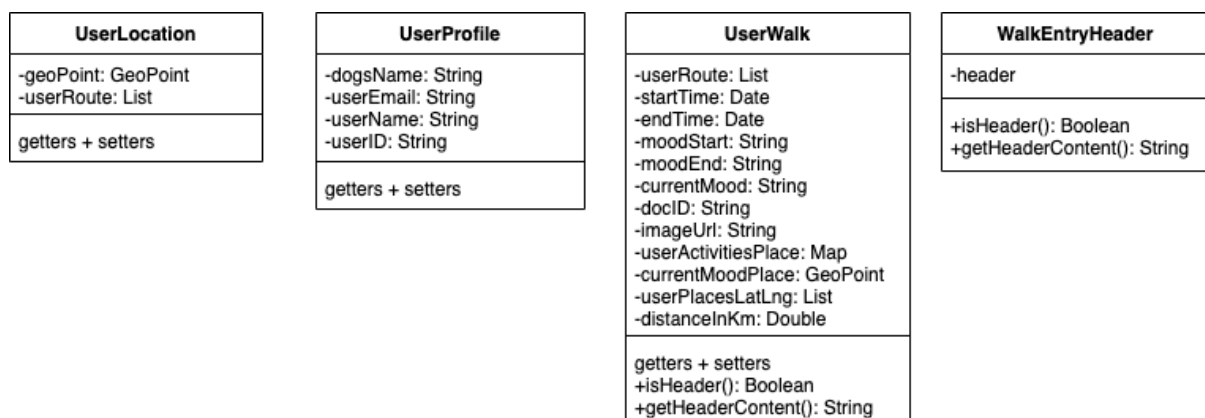 UserLocation
-geoPoint: GeoPoint
-userRoute: List
getters + setters
UserProfile
-dogsName: String
-userEmail: String
-userName: String
-userID: String
getters + setters
UserWalk
-userRoute: List
-startTime: Date
-endTime: Date
-moodStart: String
-moodEnd: String
-currentMood: String
-docID: String
-imageUrl: String
-userActivitiesPlace: Map
-currentMoodPlace: GeoPoint
-userPlacesLatLng: List
-distanceInKm: Double
getters + setters
+isHeader(): Boolean
+getHeaderContent(): String
WalkEntryHeader
-header
+isHeader(): Boolean
+getHeaderContent(): String